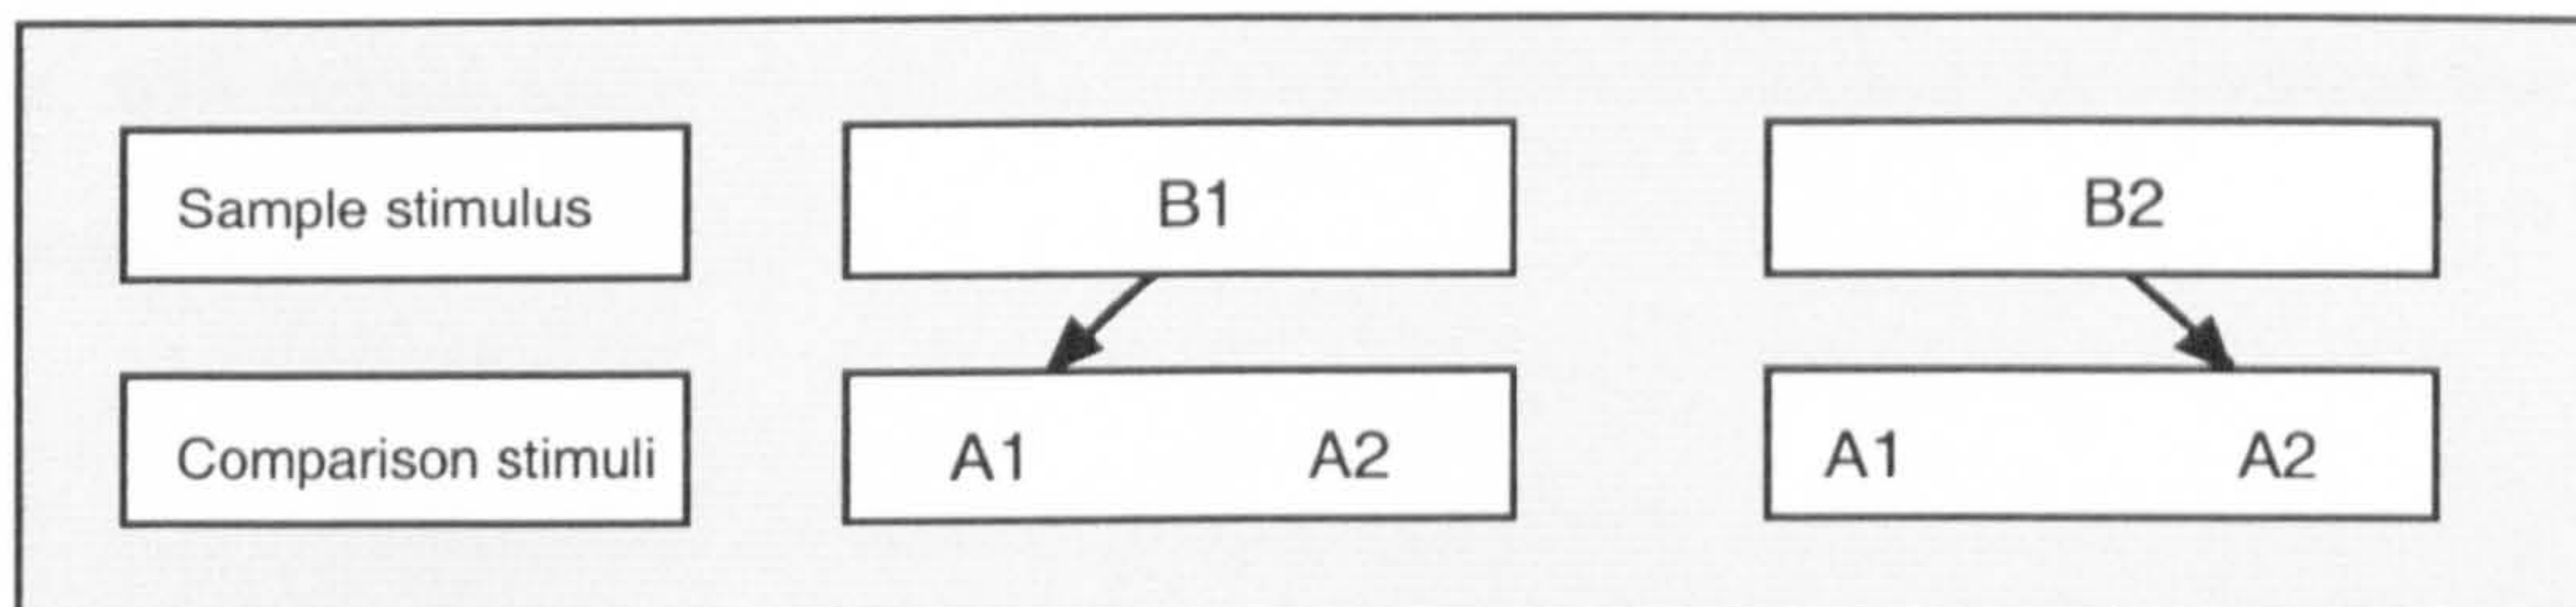 Sample stimulus
B1
B2
Comparison stimuli
A1 A2
A1 A2